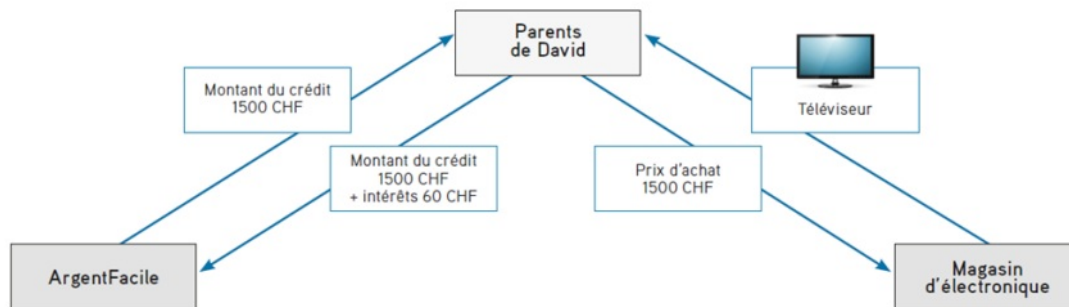 Parents
de David
Montant du crédit
1500 CHF
Téléviseur
Montant du crédit
1500 CHF
+ intérêts 60 CHF
Prix d'achat
1500 CHF
ArgentFacile
Magasin
d'électronique